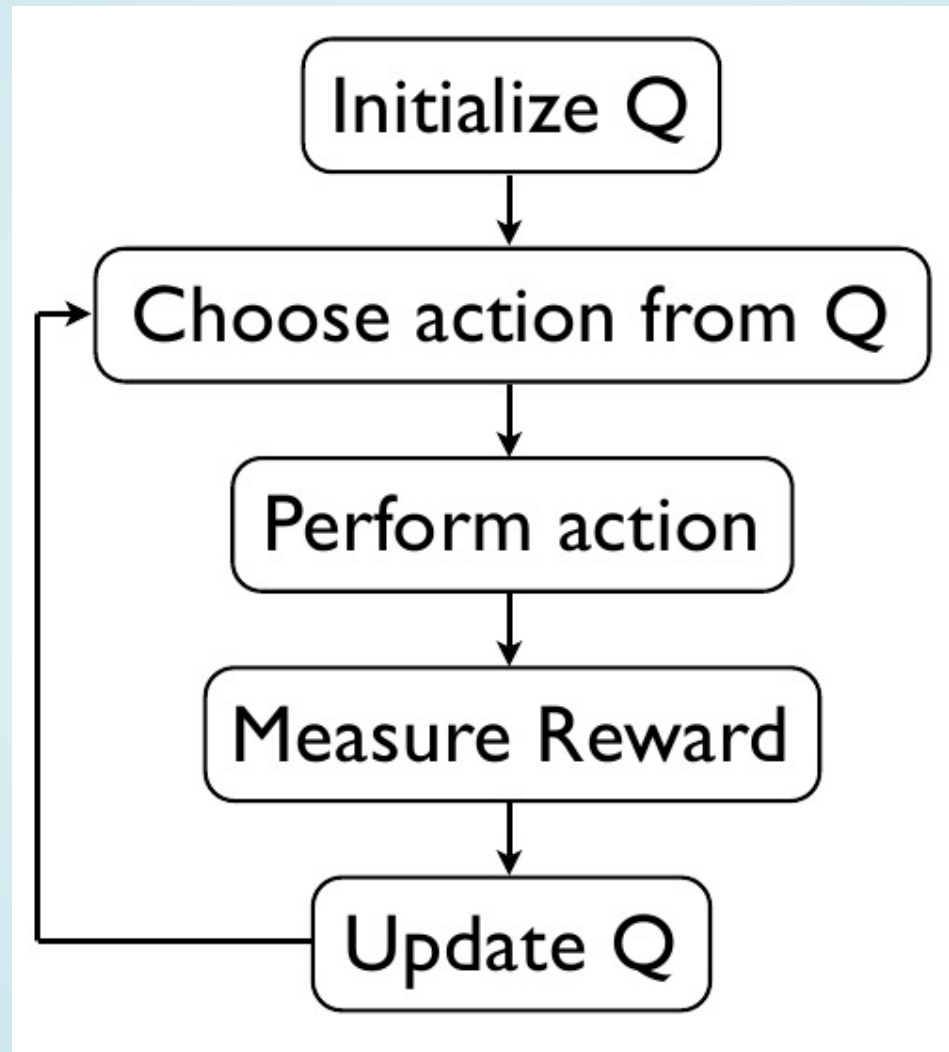 Initialize Q
Choose action from Q
Perform action
Measure Reward
Update Q